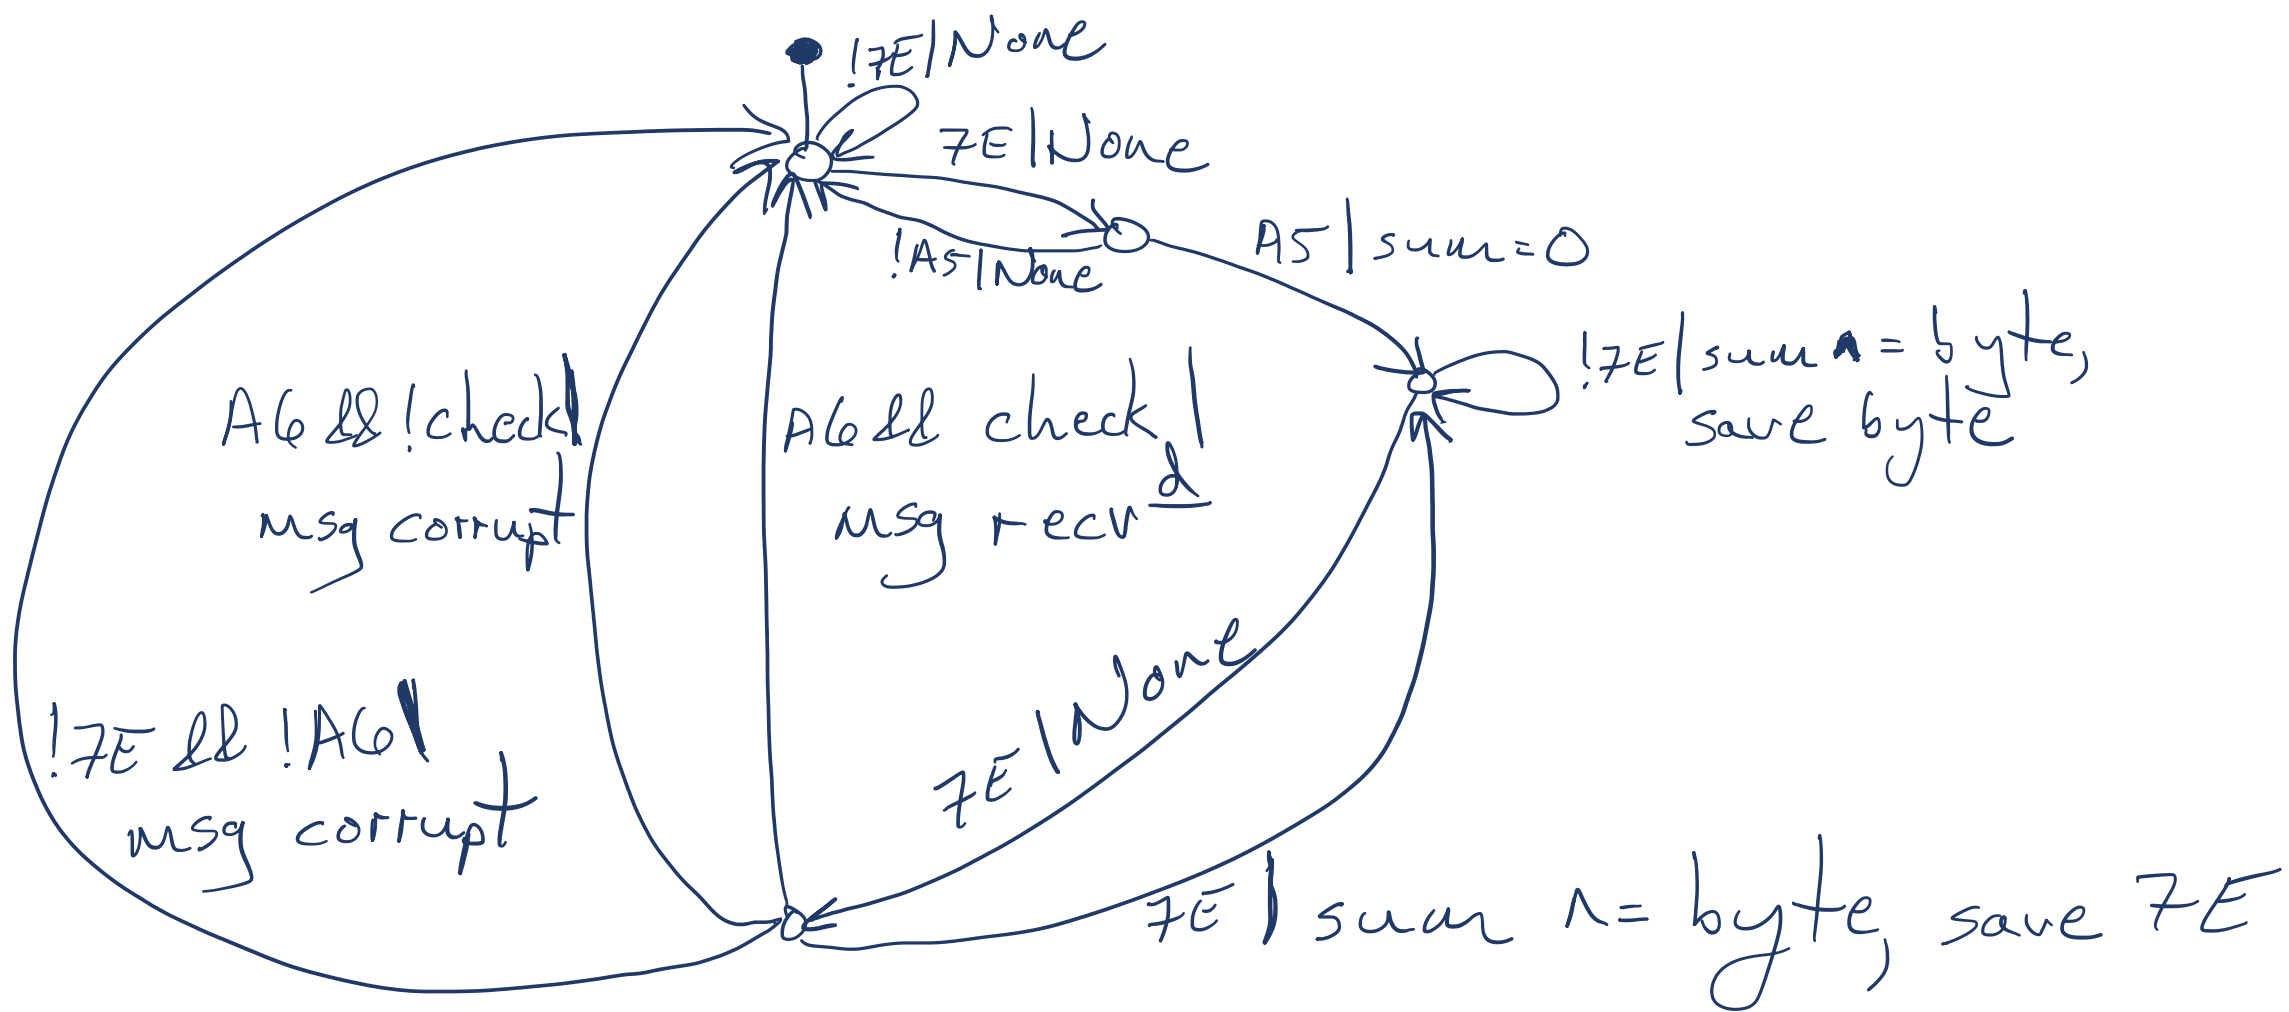 !7E|None
7E|None
!A5|None
A5|sum=0
!7E|sum ^= byte,
save byte
A6 && !check|
msg corrupt
A6 && check|
msg recvd
7E|None
!7E && !A6|
msg corrupt
7E| sum ^= byte, save 7E